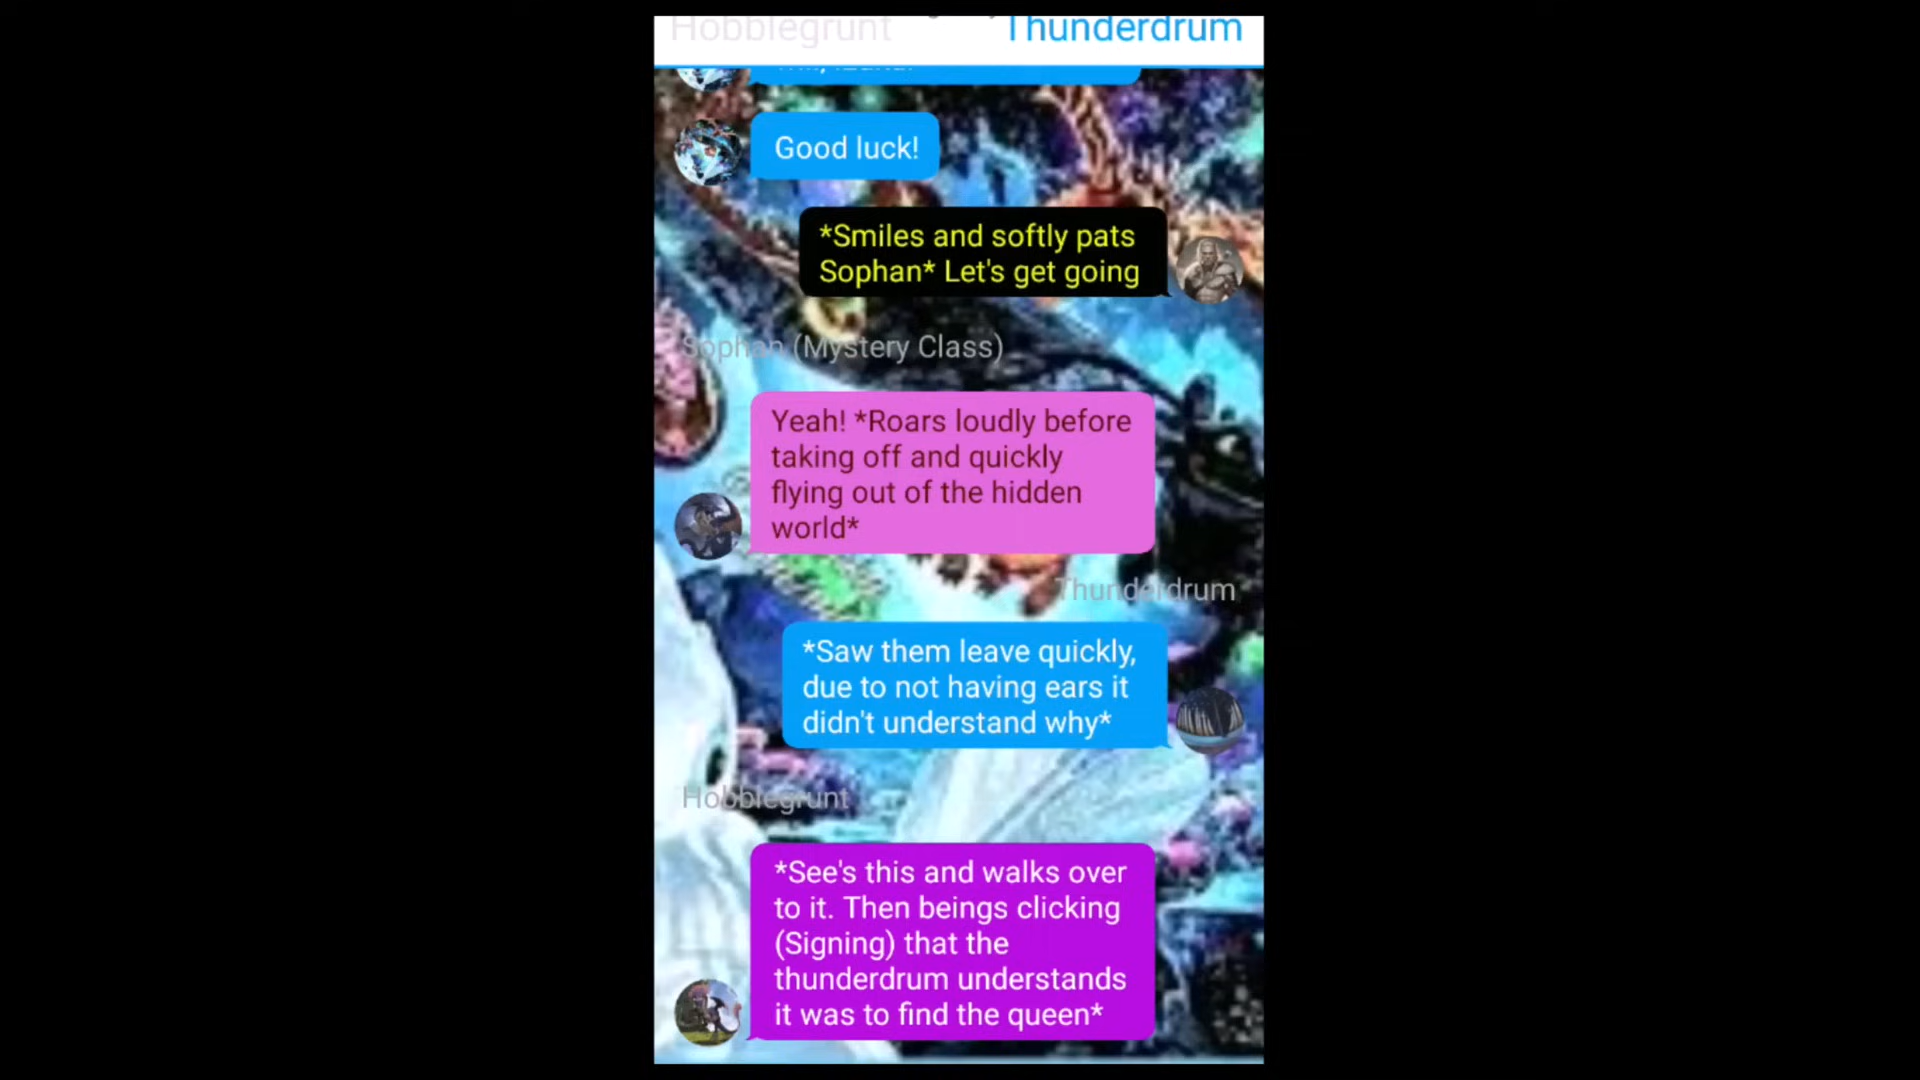 Hobblegrunt Thunderdrum
Good luck!
*Smiles and softly pats
Sophan* Let's get going
Sophan (Mystery Class)
Yeah! *Roars loudly before
taking off and quickly
flying out of the hidden
world*
Thunderdrum
*Saw them leave quickly,
due to not having ears it
didn't understand why*
Hobblegrunt
*See's this and walks over
to it. Then beings clicking
(Signing) that the
thunderdrum understands
it was to find the queen*